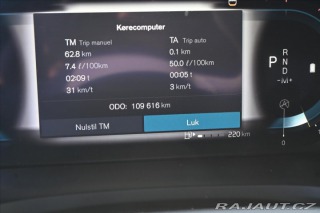 Kørecomputer
TM Trip manuel
TA Trip auto
62.8 km
0.1 km
7.4 ℓ/100km
50.0 ℓ/100km
02:09 t
00:05 t
31 km/t
3 km/t
ODO: 109 616 km
Nulstil TM
Luk
P
R
N
D
220 km
RAJAUT.CZ